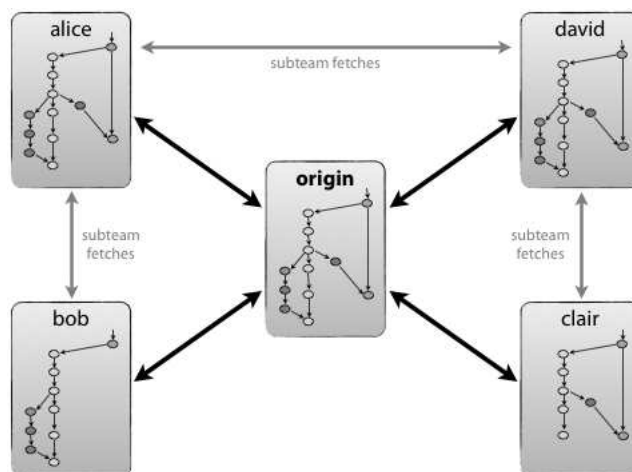 alice
david
subteam fetches
origin
subteam
fetches
subteam
fetches
bob
clair